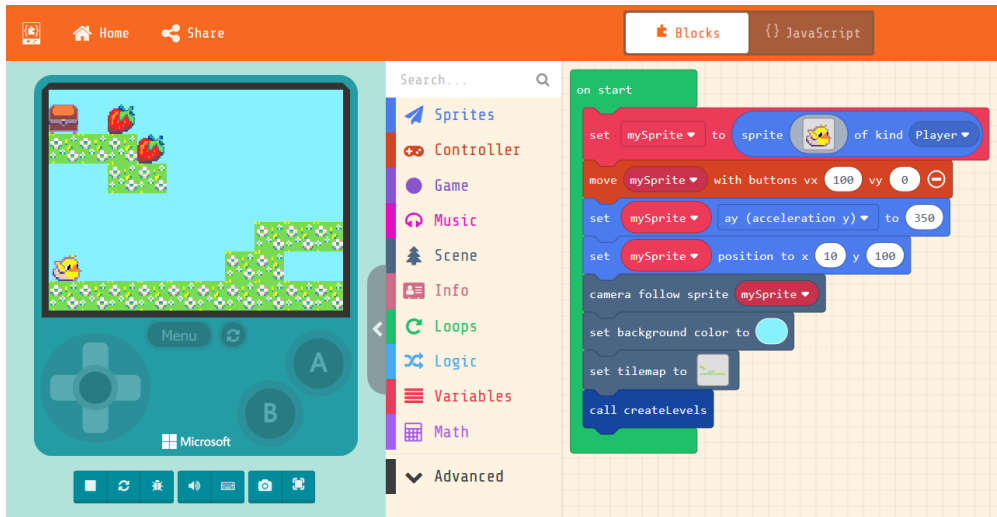 Home
Share
Blocks
{} JavaScript
Menu
A
B
Microsoft
Search...
Sprites
Controller
Game
Music
Scene
Info
Loops
Logic
Variables
Math
Advanced
on start
set mySprite to sprite of kind Player
move mySprite with buttons vx 100 vy 0
set mySprite ay (acceleration y) to 350
set mySprite position to x 10 y 100
camera follow sprite mySprite
set background color to
set tilemap to
call createLevels